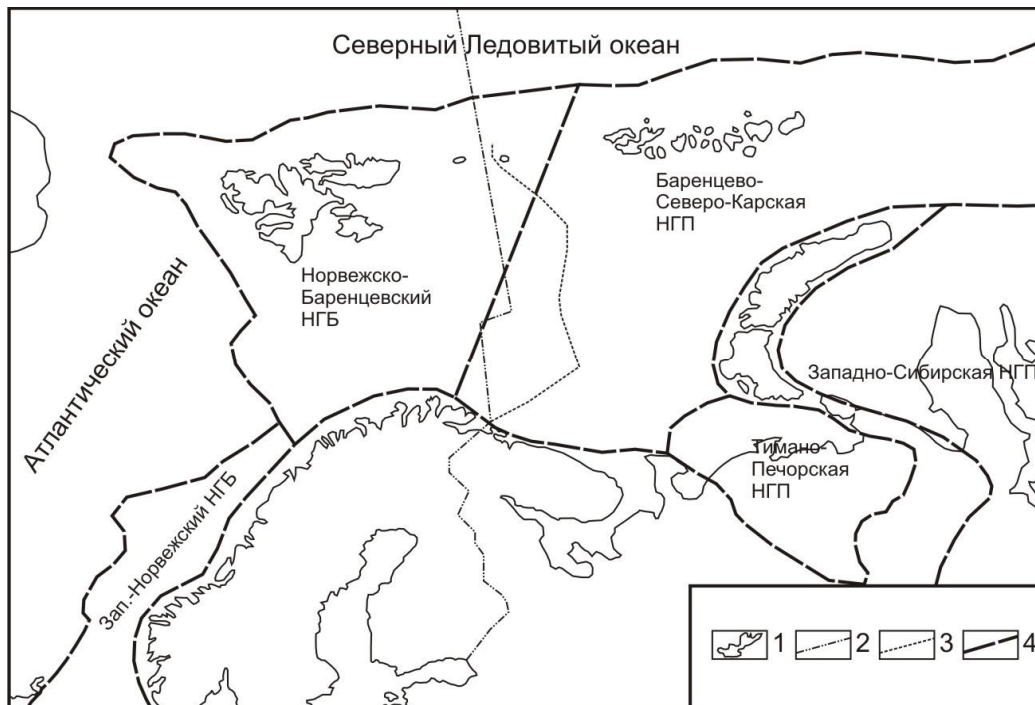 Северный Ледовитый океан
Баренцево-
Северо-Карская
НГП
Норвежско-
Баренцевский
НГБ
Атлантический океан
Западно-Сибирская НГП
Тимано-
Печорская
НГП
Зап.-Норвежский НГБ
1
2
3
4